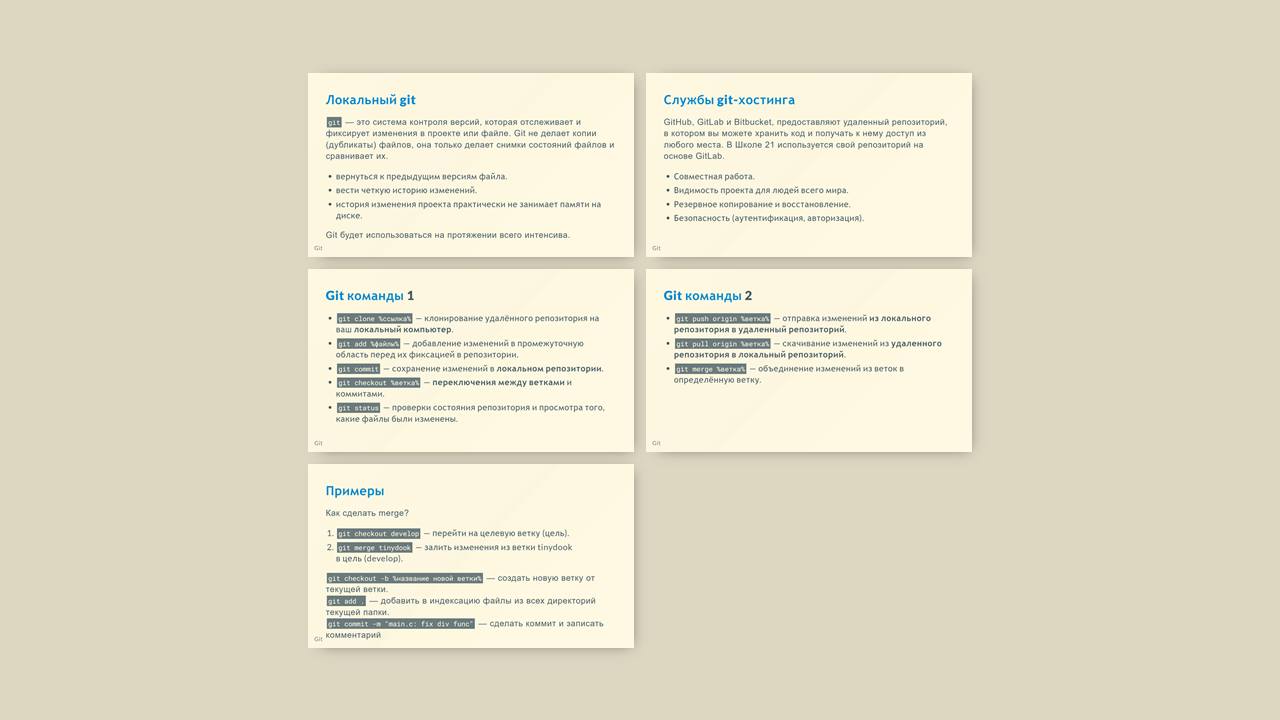 Локальный git
git — это система контроля версий, которая отслеживает и
фиксирует изменения в проекте или файле. Git не делает копии
(дубликаты) файлов, она только делает снимки состояний файлов и
сравнивает их.
• вернуться к предыдущим версиям файла.
• вести четкую историю изменений.
• история изменения проекта практически не занимает памяти на
диске.
Git будет использоваться на протяжении всего интенсива.
Git
Службы git-хостинга
GitHub, GitLab и Bitbucket, предоставляют удаленный репозиторий,
в котором вы можете хранить код и получать к нему доступ из
любого места. В Школе 21 используется свой репозиторий на
основе GitLab.
• Совместная работа.
• Видимость проекта для людей всего мира.
• Резервное копирование и восстановление.
• Безопасность (аутентификация, авторизация).
Git
Git команды 1
• git clone %ссылка% — клонирование удалённого репозитория на
ваш локальный компьютер.
• git add %файлы% — добавление изменений в промежуточную
область перед их фиксацией в репозитории.
• git commit — сохранение изменений в локальном репозитории.
• git checkout %ветка% — переключения между ветками и
коммитами.
• git status — проверки состояния репозитория и просмотра того,
какие файлы были изменены.
Git
Git команды 2
• git push origin %ветка% — отправка изменений из локального
репозитория в удаленный репозиторий.
• git pull origin %ветка% — скачивание изменений из удаленного
репозитория в локальный репозиторий.
• git merge %ветка% — объединение изменений из веток в
определённую ветку.
Git
Примеры
Как сделать merge?
1. git checkout develop — перейти на целевую ветку (цель).
2. git merge tinydook — залить изменения из ветки tinydook
в цель (develop).
git checkout -b %название новой ветки% — создать новую ветку от
текущей ветки.
git add . — добавить в индексацию файлы из всех директорий
текущей папки.
git commit -m "main.c: fix div func" — сделать коммит и записать
комментарий
Git